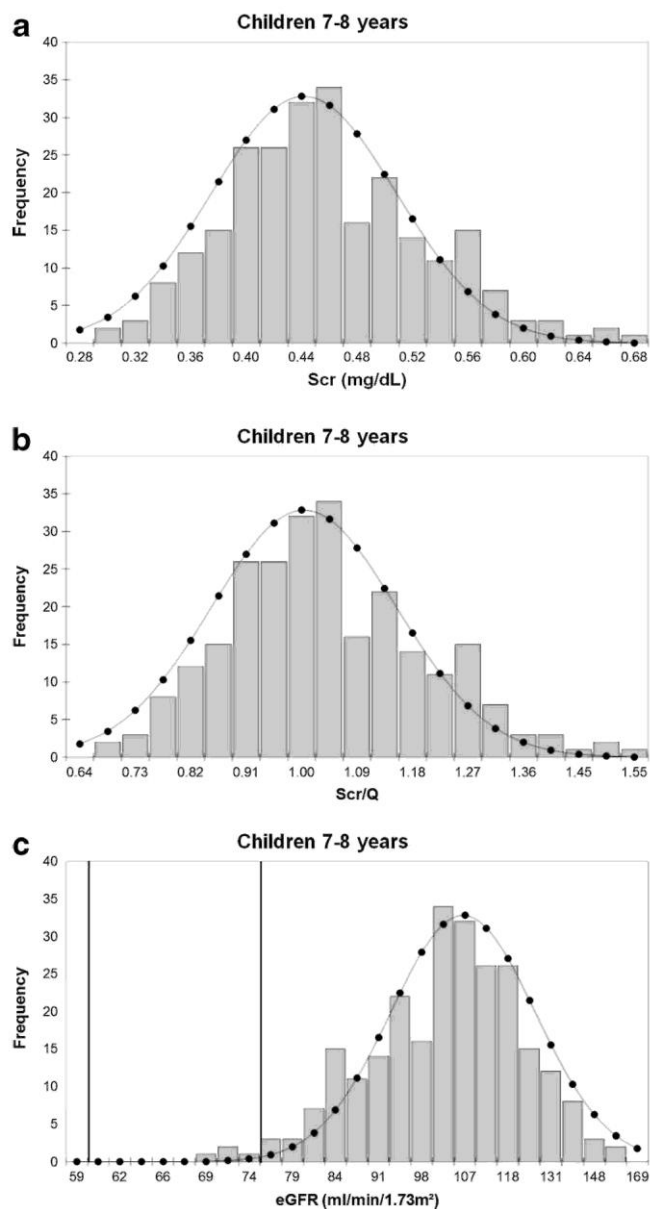 a
Children 7-8 years
40
35
30
25
20
15
10
5
0
Frequency
0.28 0.32 0.36 0.40 0.44 0.48 0.52 0.56 0.60 0.64 0.68
Scr (mg/dL)
b
Children 7-8 years
40
35
30
25
20
15
10
5
0
Frequency
0.64 0.73 0.82 0.91 1.00 1.09 1.18 1.27 1.36 1.45 1.55
Scr/Q
c
Children 7-8 years
40
35
30
25
20
15
10
5
0
Frequency
59 62 66 69 74 79 84 91 98 107 118 131 148 169
eGFR (ml/min/1.73m²)